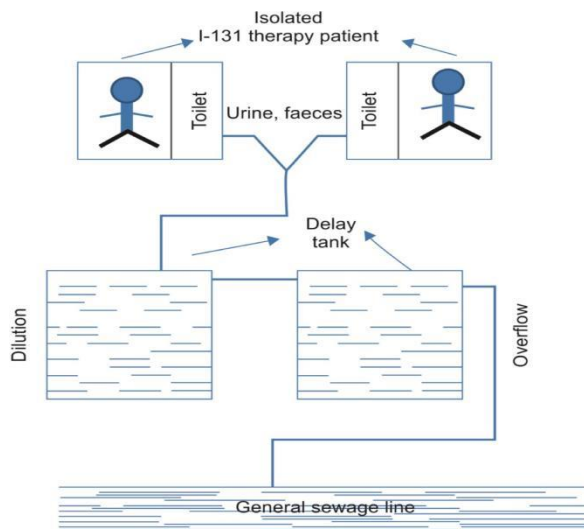 Isolated
I-131 therapy patient
Toilet
Urine, faeces
Toilet
Delay
tank
Dilution
Overflow
General sewage line